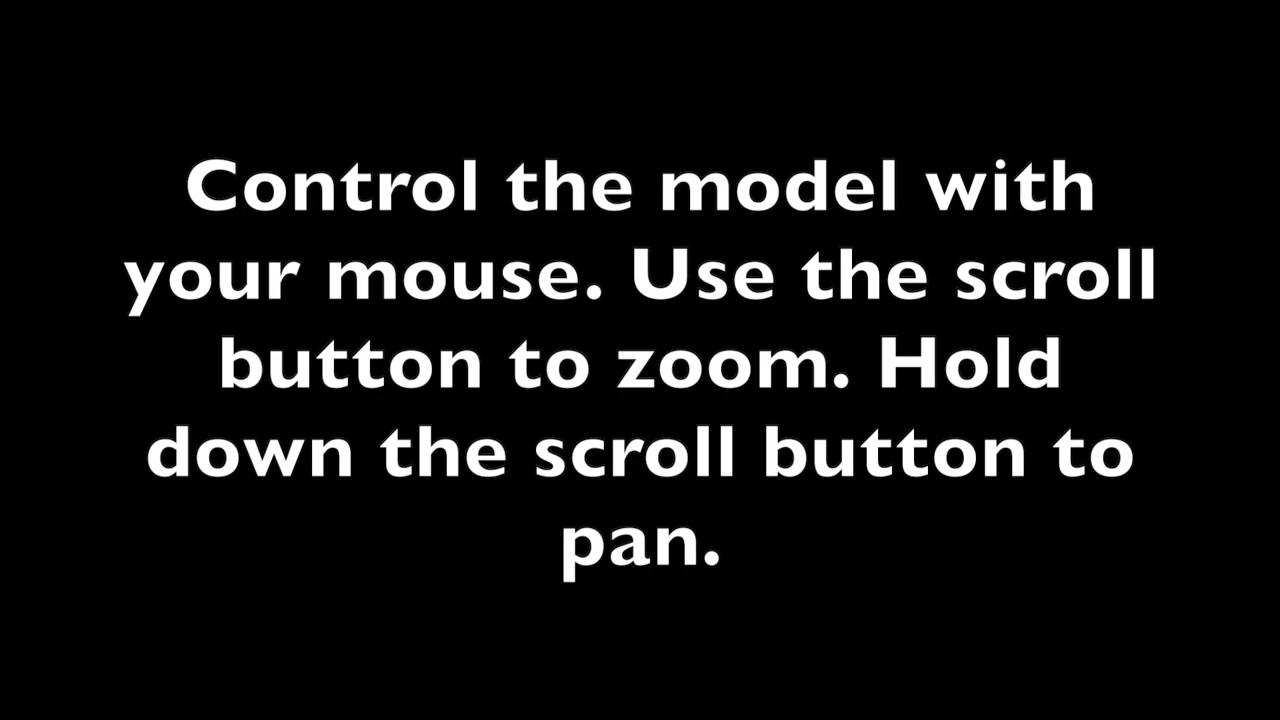 Control the model with
your mouse. Use the scroll
button to zoom. Hold
down the scroll button to
pan.